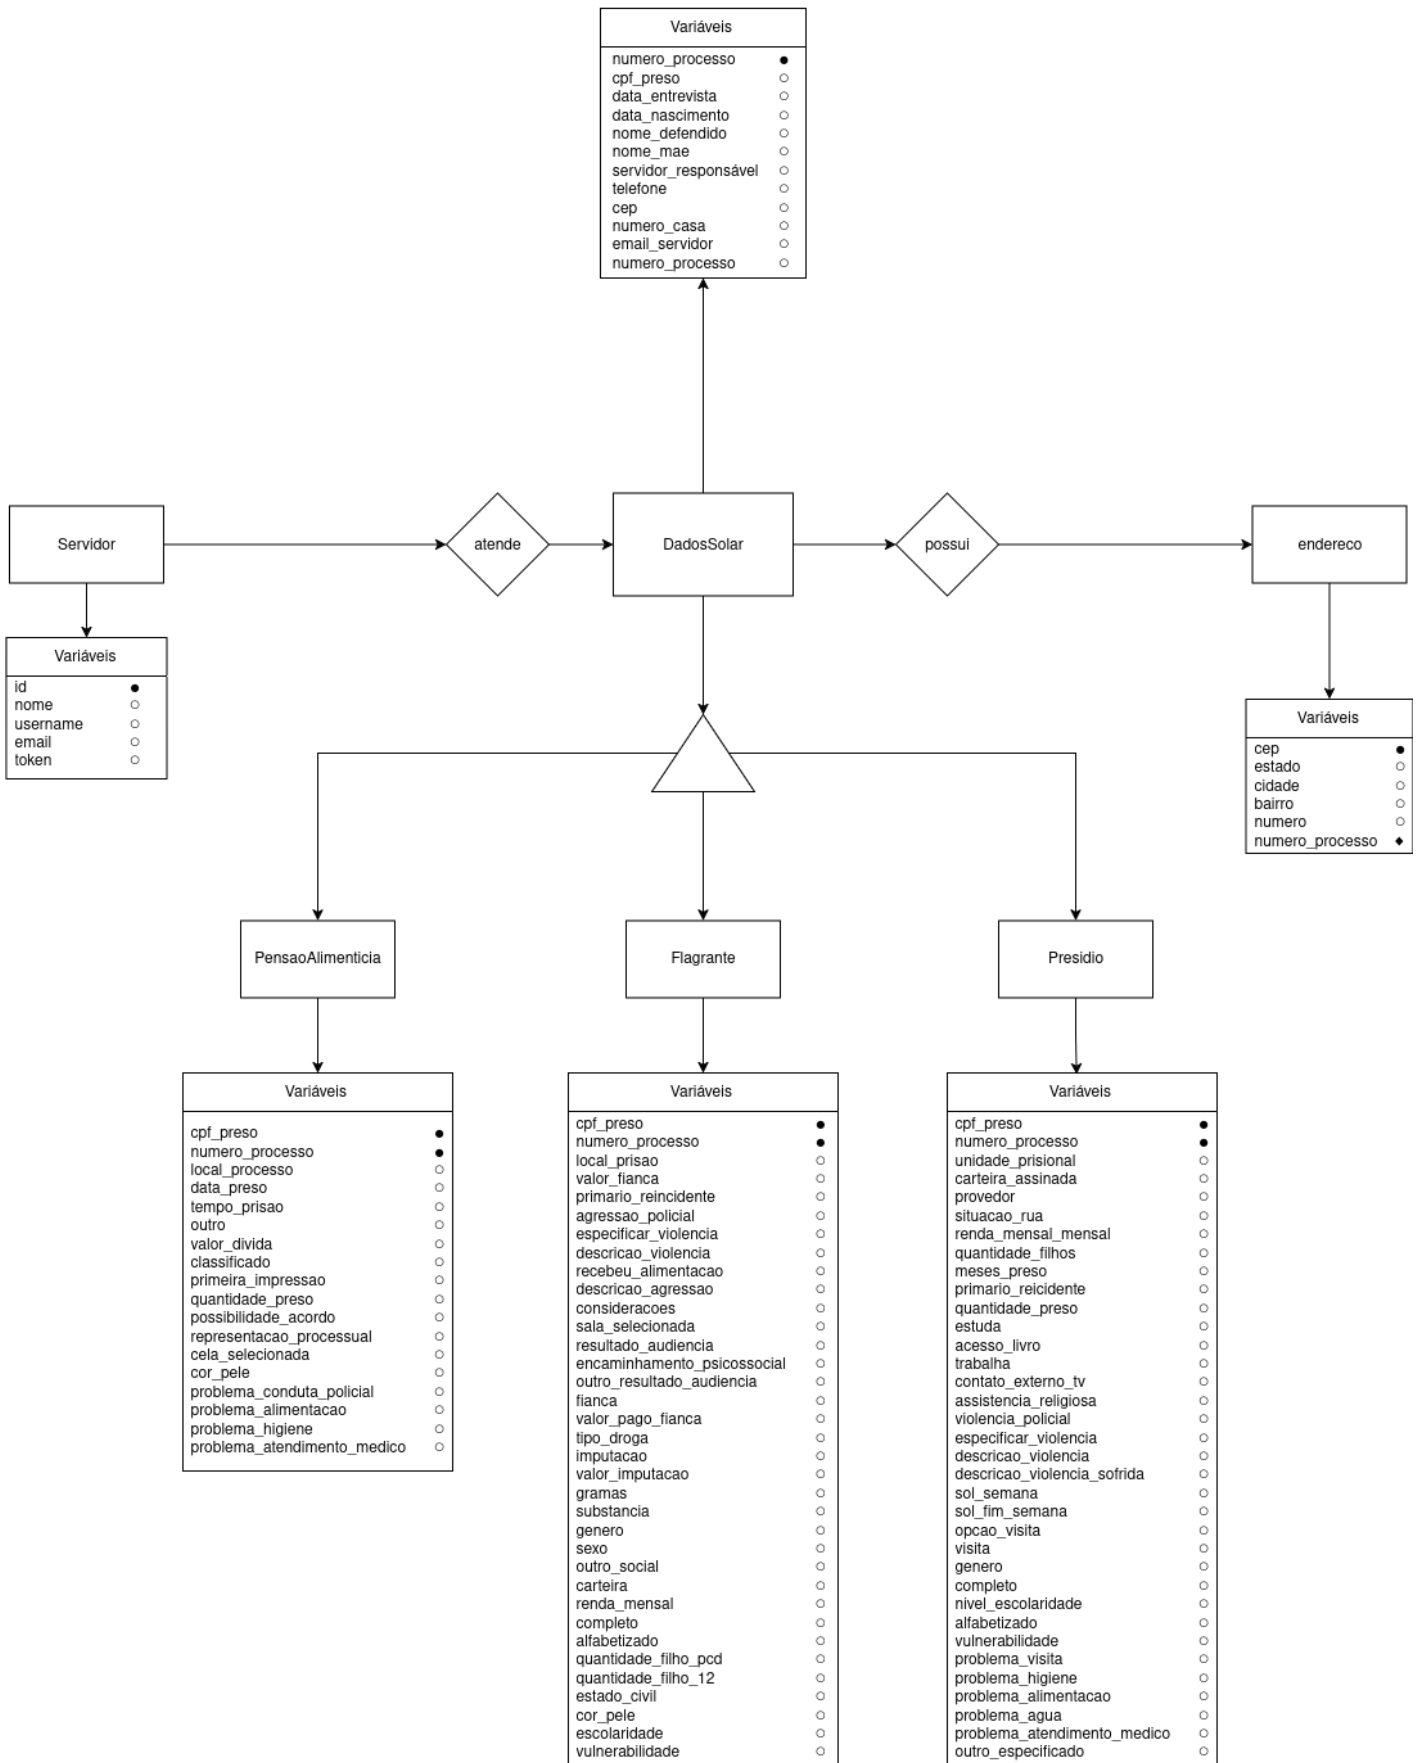 Variáveis
numero_processo
cpf_preso
data_entrevista
data_nascimento
nome_defendido
nome_mae
servidor_responsável
telefone
cep
numero_casa
email_servidor
numero_processo
Servidor
atende
DadosSolar
possui
endereco
Variáveis
id
nome
username
email
token
Variáveis
cep
estado
cidade
bairro
numero
numero_processo
PensaoAlimenticia
Flagrante
Presidio
Variáveis
cpf_preso
numero_processo
local_processo
data_preso
tempo_prisao
outro
valor_divida
classificado
primeira_impressao
quantidade_preso
possibilidade_acordo
representacao_processual
cela_selecionada
cor_pele
problema_conduta_policial
problema_alimentacao
problema_higiene
problema_atendimento_medico
Variáveis
cpf_preso
numero_processo
local_prisao
valor_fianca
primario_reincidente
agressao_policial
especificar_violencia
descricao_violencia
recebeu_alimentacao
descricao_agressao
consideracoes
sala_selecionada
resultado_audiencia
encaminhamento_psicossocial
outro_resultado_audiencia
fianca
valor_pago_fianca
tipo_droga
imputacao
valor_imputacao
gramas
substancia
genero
sexo
outro_social
carteira
renda_mensal
completo
alfabetizado
quantidade_filho_pcd
quantidade_filho_12
estado_civil
cor_pele
escolaridade
vulnerabilidade
Variáveis
cpf_preso
numero_processo
unidade_prisional
carteira_assinada
provedor
situacao_rua
renda_mensal_mensal
quantidade_filhos
meses_preso
primario_reicidente
quantidade_preso
estuda
acesso_livro
trabalha
contato_externo_tv
assistencia_religiosa
violencia_policial
especificar_violencia
descricao_violencia
descricao_violencia_sofrida
sol_semana
sol_fim_semana
opcao_visita
visita
genero
completo
nivel_escolaridade
alfabetizado
vulnerabilidade
problema_visita
problema_higiene
problema_alimentacao
problema_agua
problema_atendimento_medico
outro_especificado